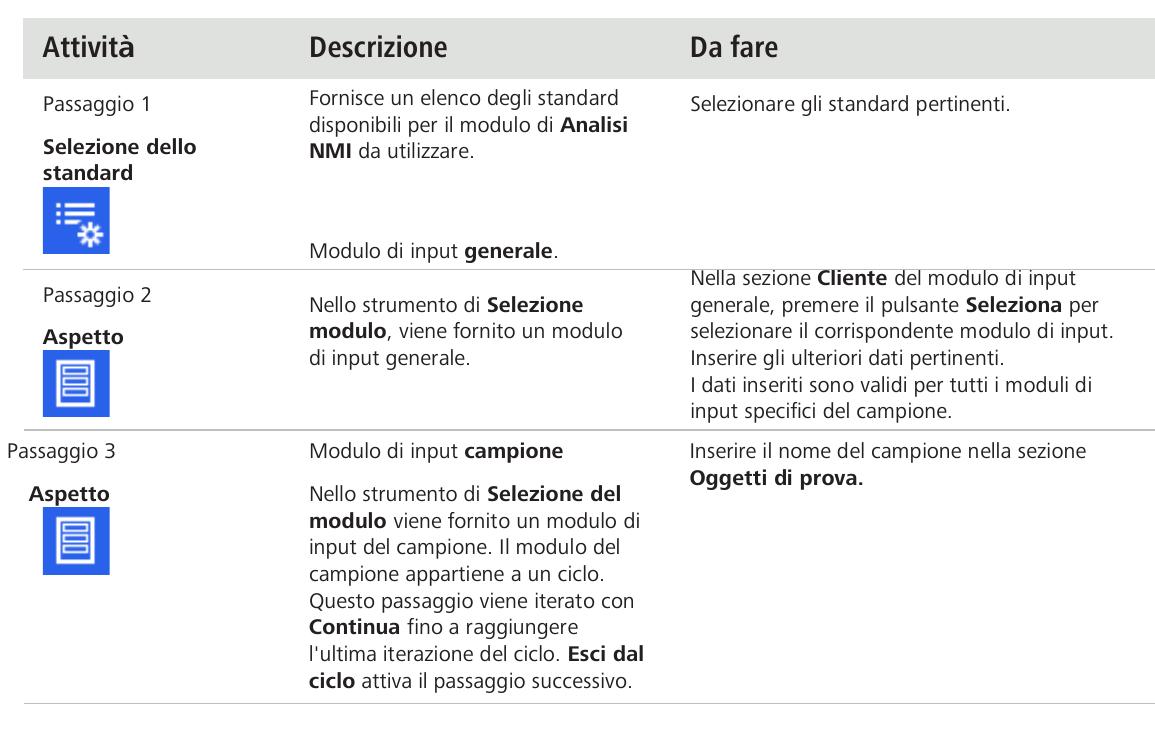 Attività Descrizione Da fare
Passaggio 1
Selezione dello
standard
Fornisce un elenco degli standard
disponibili per il modulo di Analisi
NMI da utilizzare.
Selezionare gli standard pertinenti.
Modulo di input generale.
Passaggio 2
Aspetto
Nello strumento di Selezione
modulo, viene fornito un modulo
di input generale.
Nella sezione Cliente del modulo di input
generale, premere il pulsante Seleziona per
selezionare il corrispondente modulo di input.
Inserire gli ulteriori dati pertinenti.
I dati inseriti sono validi per tutti i moduli di
input specifici del campione.
Passaggio 3
Aspetto
Modulo di input campione
Nello strumento di Selezione del
modulo viene fornito un modulo di
input del campione. Il modulo del
campione appartiene a un ciclo.
Questo passaggio viene iterato con
Continua fino a raggiungere
l'ultima iterazione del ciclo. Esci dal
ciclo attiva il passaggio successivo.
Inserire il nome del campione nella sezione
Oggetti di prova.